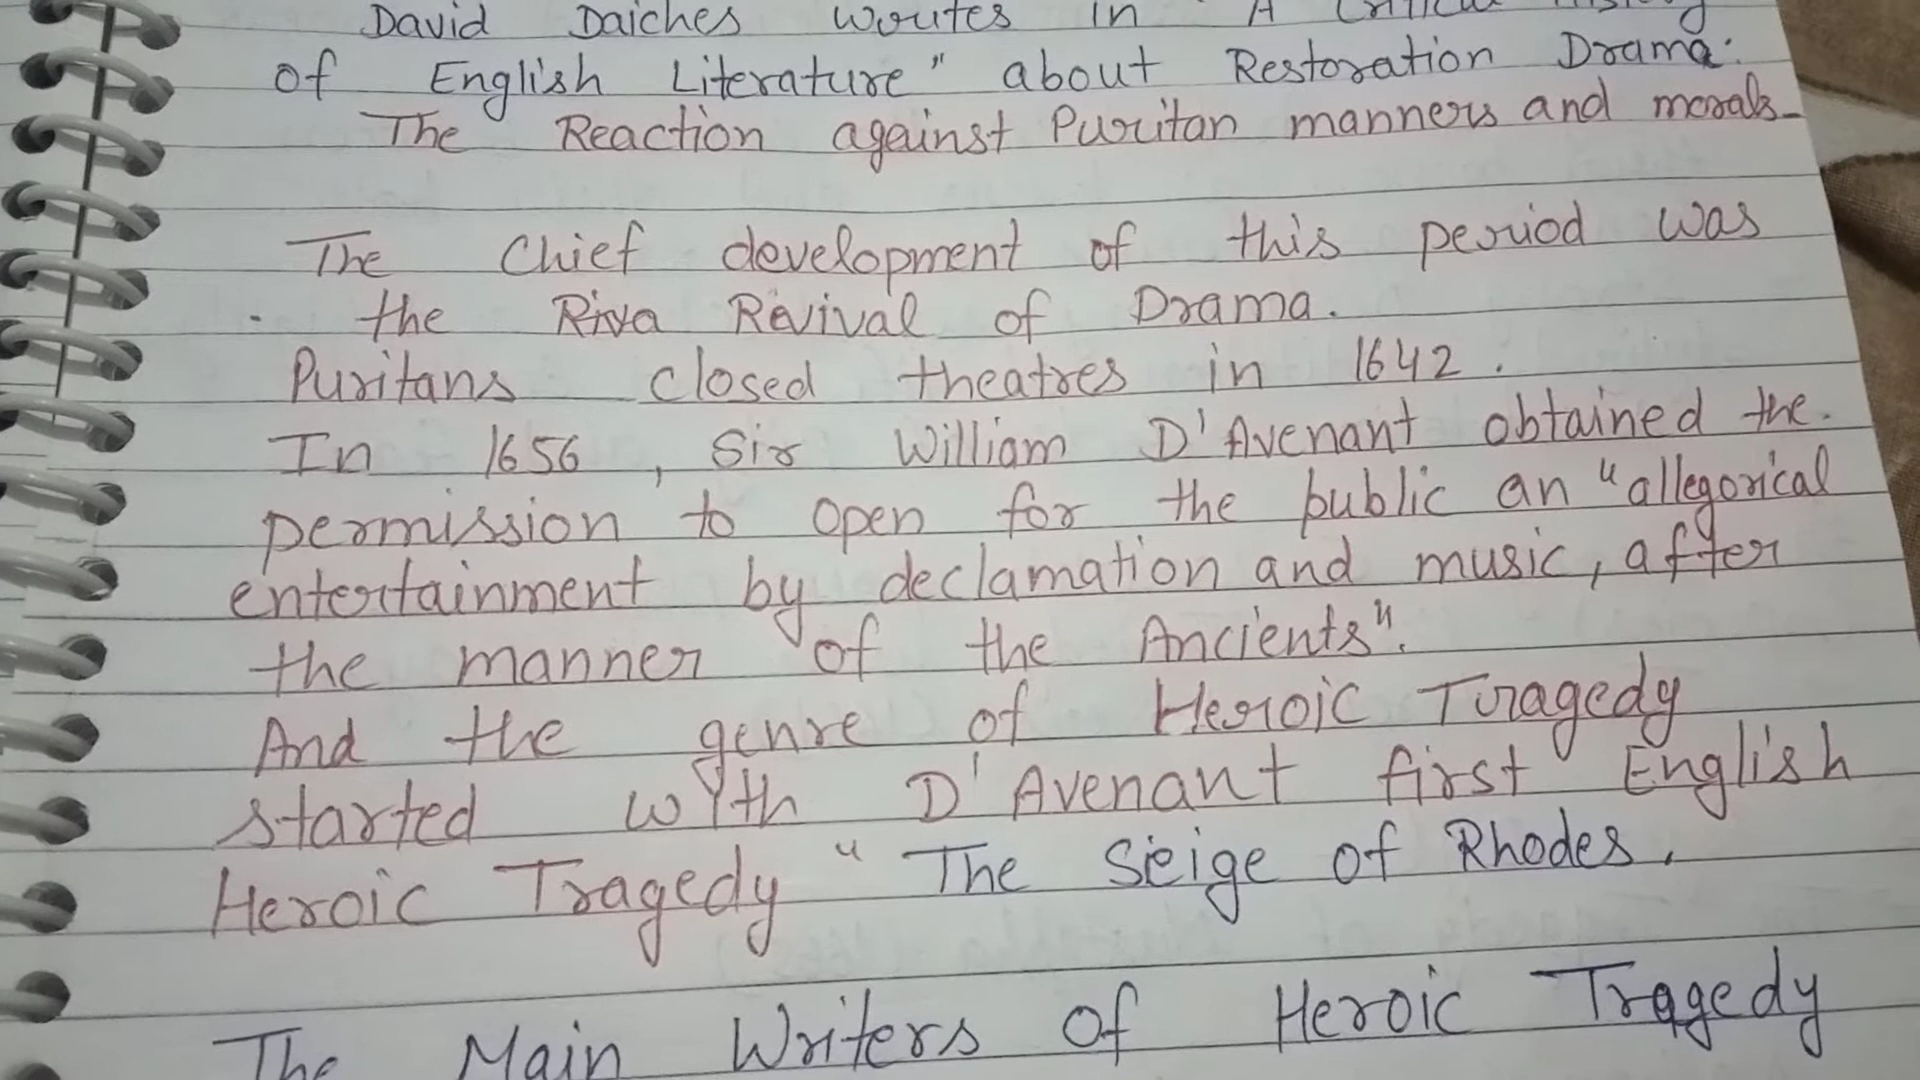 David Daiches writes in "A Critical History
of English Literature" about Restoration Drama:
The Reaction against Puritan manners and morals.
The Chief development of this period was
the Riva Revival of Drama.
Puritans closed theatres in 1642.
In 1656, Sir William D'Avenant obtained the
permission to open for the public an "allegorical
entertainment by declamation and music, after
the manner of the Ancients".
And the genre of Heroic Tragedy
started with D'Avenant first English
Heroic Tragedy "The Seige of Rhodes.
The Main Writers of Heroic Tragedy